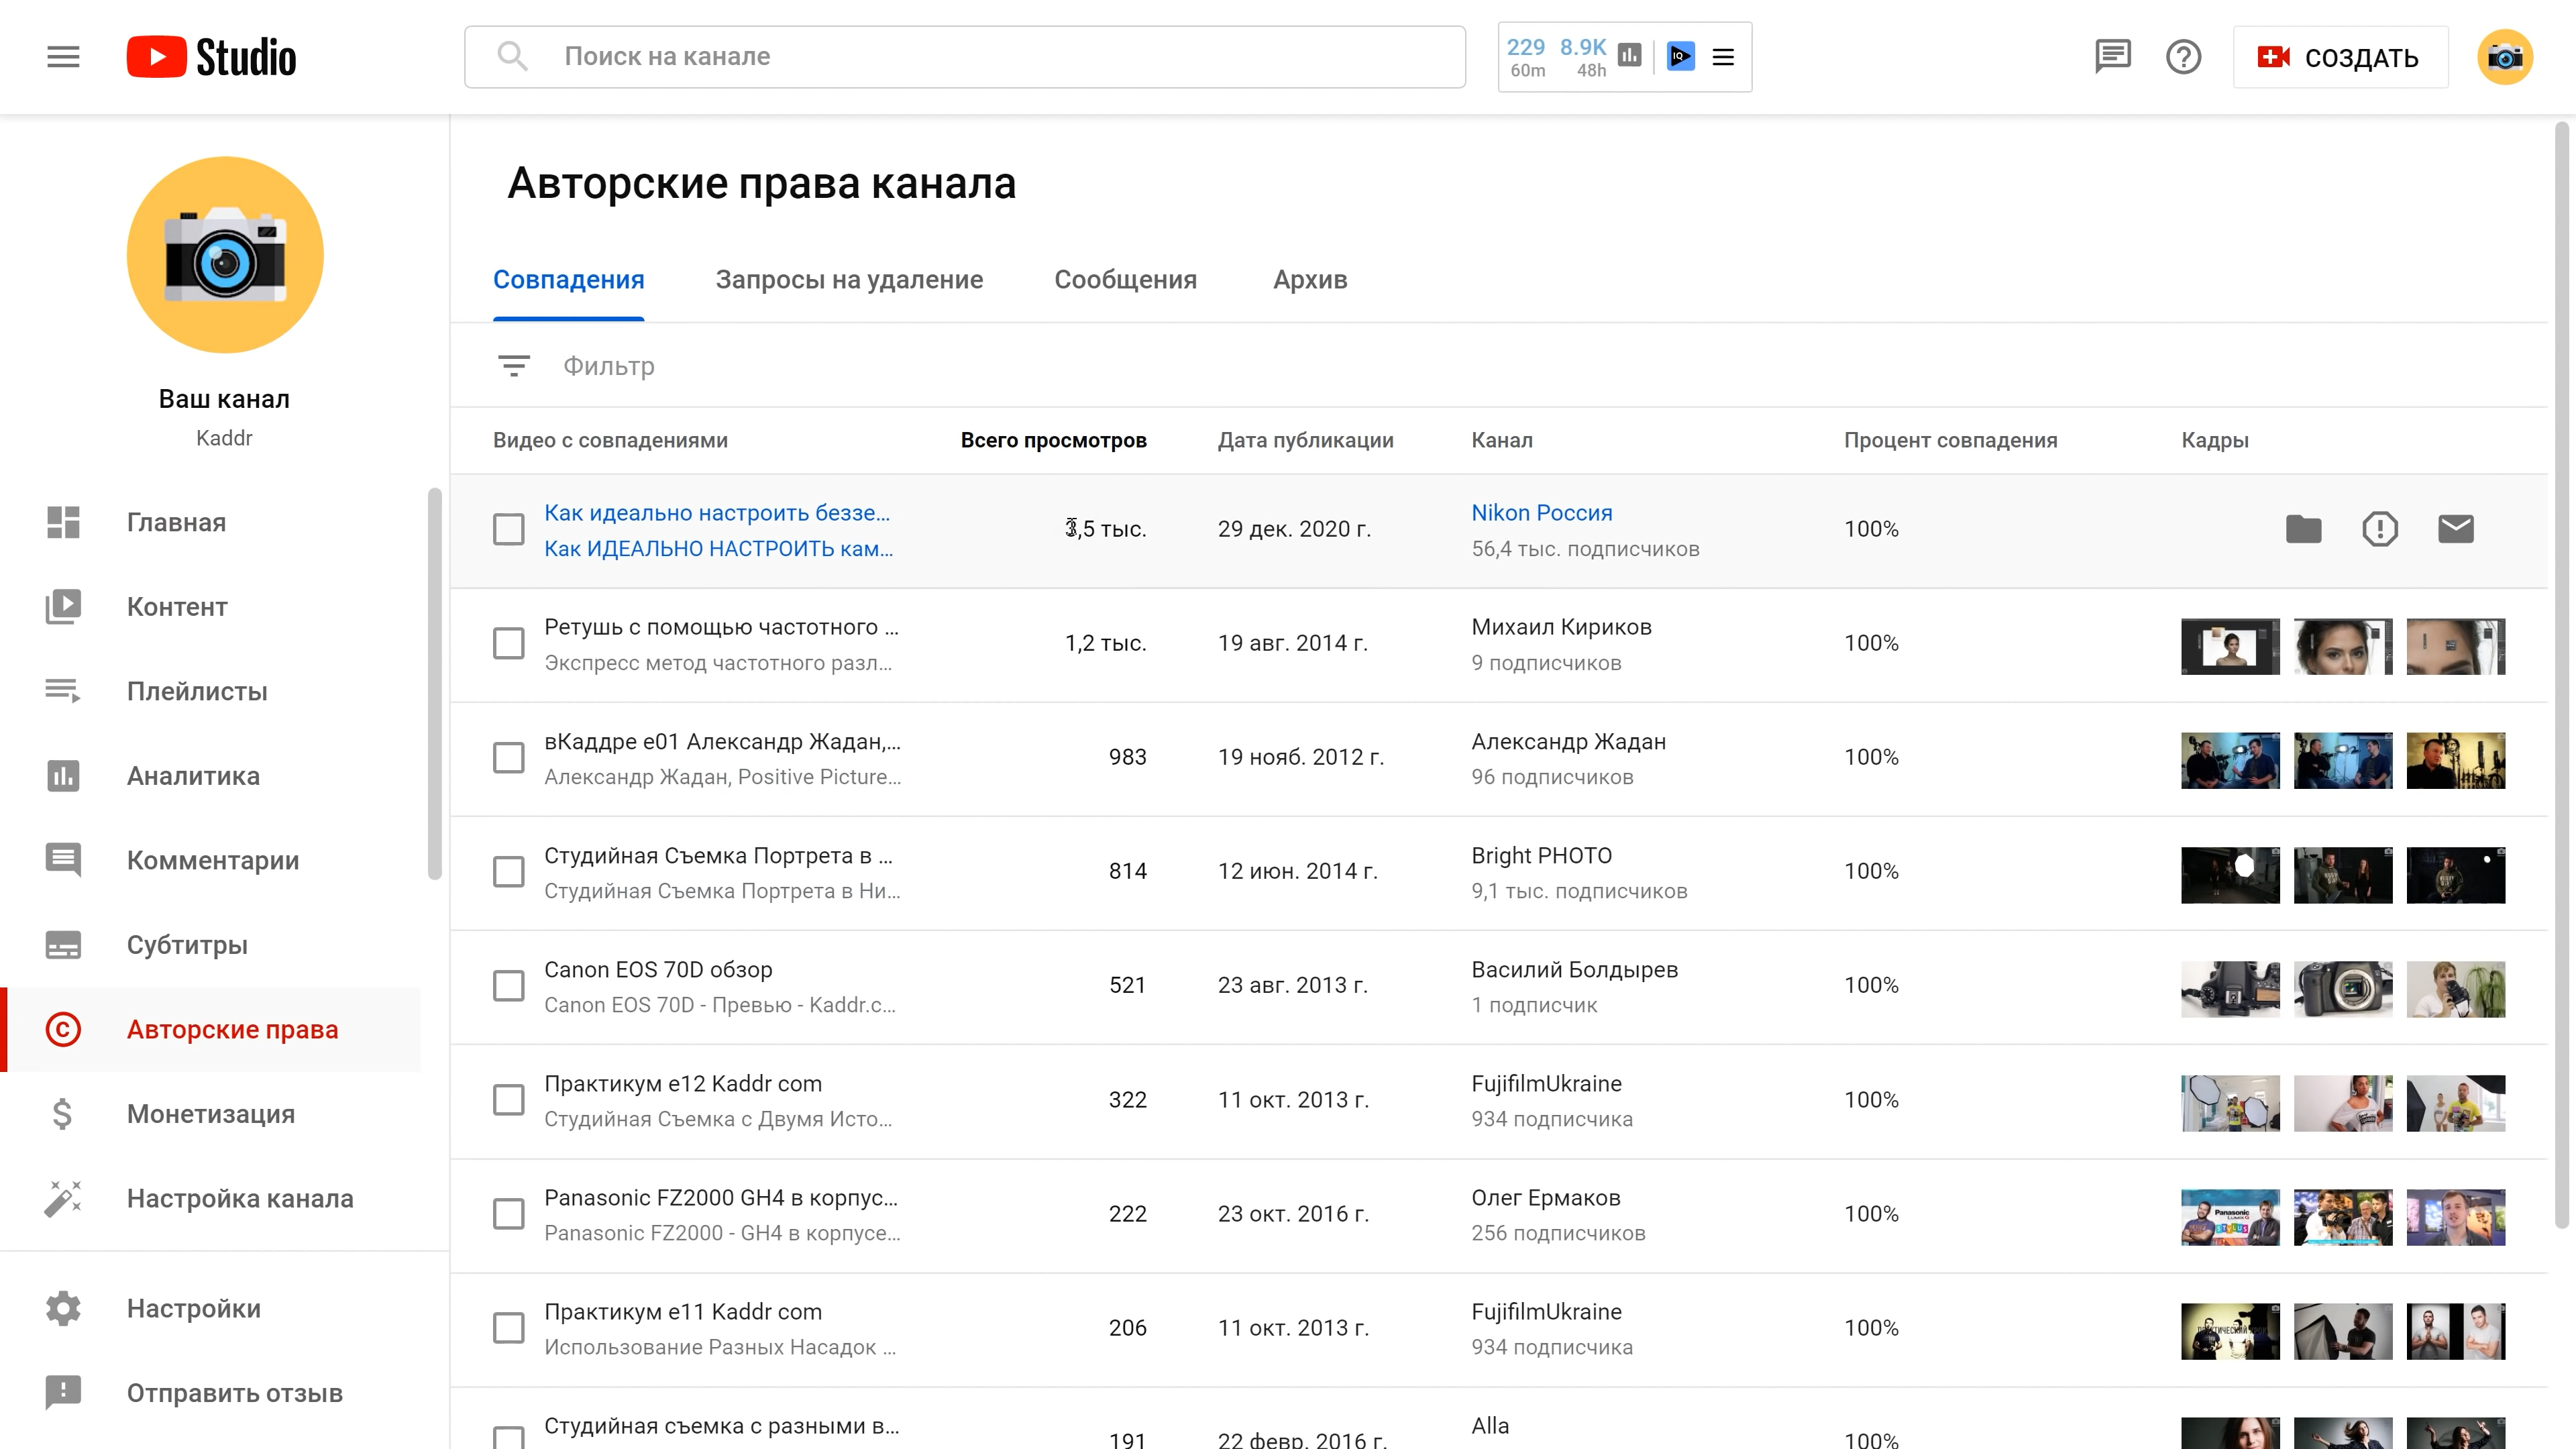 Studio
Поиск на канале
229 8.9K
60m 48h
IQ
СОЗДАТЬ
Ваш канал
Kaddr
Главная
Контент
Плейлисты
Аналитика
Комментарии
Субтитры
Авторские права
Монетизация
Настройка канала
Настройки
Отправить отзыв
Авторские права канала
Совпадения Запросы на удаление Сообщения Архив
Фильтр
Видео с совпадениями Всего просмотров Дата публикации Канал Процент совпадения Кадры
Как идеально настроить беззе... ,5 тыс. 29 дек. 2020 г. Nikon Россия 100%
Как ИДЕАЛЬНО НАСТРОИТЬ кам... 56,4 тыс. подписчиков
Ретушь с помощью частотного ... 1,2 тыс. 19 авг. 2014 г. Михаил Кириков 100%
Экспресс метод частотного разл... 9 подписчиков
вКаддре e01 Александр Жадан,... 983 19 нояб. 2012 г. Александр Жадан 100%
Александр Жадан, Positive Picture... 96 подписчиков
Студийная Съемка Портрета в ... 814 12 июн. 2014 г. Bright PHOTO 100%
Студийная Съемка Портрета в Ни... 9,1 тыс. подписчиков
Canon EOS 70D обзор 521 23 авг. 2013 г. Василий Болдырев 100%
Canon EOS 70D - Превью - Kaddr.c... 1 подписчик
Практикум e12 Kaddr com 322 11 окт. 2013 г. FujifilmUkraine 100%
Студийная Съемка с Двумя Исто... 934 подписчика
Panasonic FZ2000 GH4 в корпус... 222 23 окт. 2016 г. Олег Ермаков 100%
Panasonic FZ2000 - GH4 в корпусе... 256 подписчиков
Panasonic
Практикум e11 Kaddr com 206 11 окт. 2013 г. FujifilmUkraine 100%
Использование Разных Насадок ... 934 подписчика
Студийная съемка с разными в... 191 22 февр. 2016 г. Alla 100%